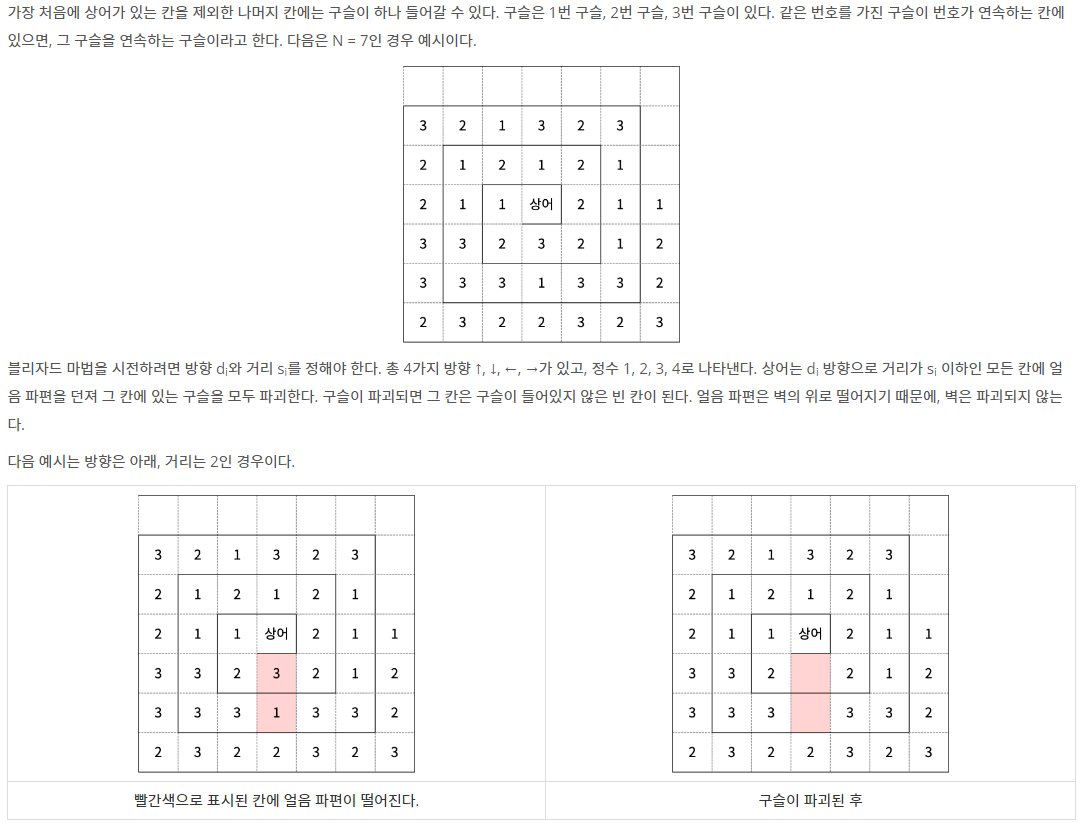 가장 처음에 상어가 있는 칸을 제외한 나머지 칸에는 구슬이 하나 들어갈 수 있다. 구슬은 1번 구슬, 2번 구슬, 3번 구슬이 있다. 같은 번호를 가진 구슬이 번호가 연속하는 칸에
있으면, 그 구슬을 연속하는 구슬이라고 한다. 다음은 N = 7인 경우 예시이다.
3 2 1 3 2 3
2 1 2 1 2 1
2 1 1 상어 2 1 1
3 3 2 3 2 1 2
3 3 3 1 3 3 2
2 3 2 2 3 2 3
블리자드 마법을 시전하려면 방향 di와 거리 si를 정해야 한다. 총 4가지 방향 ↑, ↓, ←, →가 있고, 정수 1, 2, 3, 4로 나타낸다. 상어는 di 방향으로 거리가 si 이하인 모든 칸에 얼
음 파편을 던져 그 칸에 있는 구슬을 모두 파괴한다. 구슬이 파괴되면 그 칸은 구슬이 들어있지 않은 빈 칸이 된다. 얼음 파편은 벽의 위로 떨어지기 때문에, 벽은 파괴되지 않는
다.
다음 예시는 방향은 아래, 거리는 2인 경우이다.
3 2 1 3 2 3
2 1 2 1 2 1
2 1 1 상어 2 1 1
3 3 2 3 2 1 2
3 3 3 1 3 3 2
2 3 2 2 3 2 3
빨간색으로 표시된 칸에 얼음 파편이 떨어진다.
3 2 1 3 2 3
2 1 2 1 2 1
2 1 1 상어 2 1 1
3 3 2 2 1 2
3 3 3 3 3 2
2 3 2 2 3 2 3
구슬이 파괴된 후